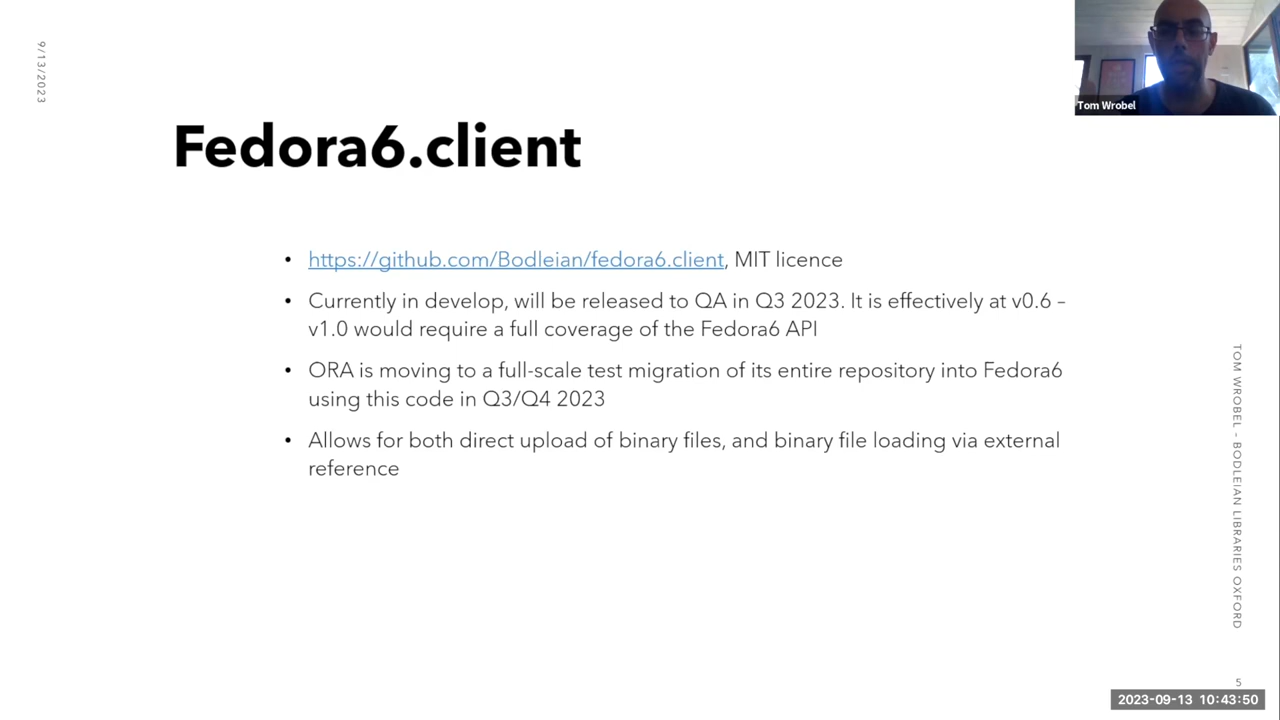 9/13/2023
Tom Wrobel
Fedora6.client
• https://github.com/Bodleian/fedora6.client, MIT licence
• Currently in develop, will be released to QA in Q3 2023. It is effectively at v0.6 –
v1.0 would require a full coverage of the Fedora6 API
• ORA is moving to a full-scale test migration of its entire repository into Fedora6
using this code in Q3/Q4 2023
• Allows for both direct upload of binary files, and binary file loading via external
reference
TOM WROBEL - BODLEIAN LIBRARIES OXFORD
5
2023-09-13 10:43:50